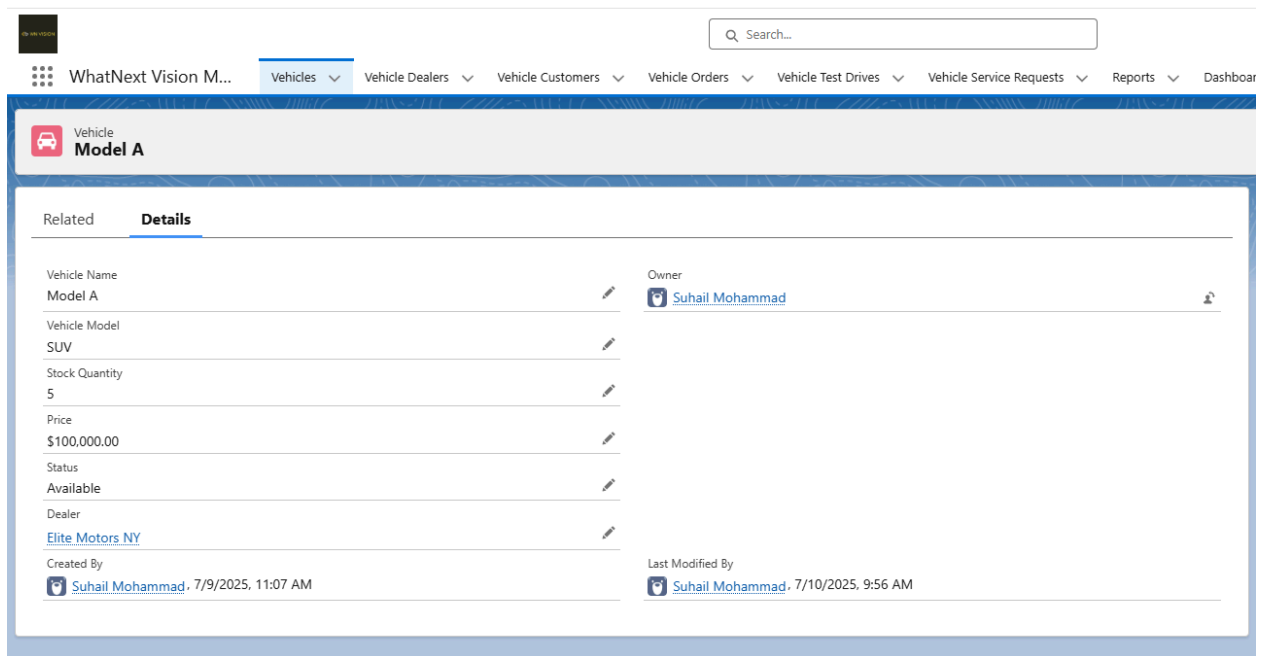 Search...
WhatNext Vision M...
Vehicles
Vehicle Dealers
Vehicle Customers
Vehicle Orders
Vehicle Test Drives
Vehicle Service Requests
Reports
Dashboar
Vehicle
Model A
Related
Details
Vehicle Name
Model A
Owner
Suhail Mohammad
Vehicle Model
SUV
Stock Quantity
5
Price
$100,000.00
Status
Available
Dealer
Elite Motors NY
Created By
Suhail Mohammad, 7/9/2025, 11:07 AM
Last Modified By
Suhail Mohammad, 7/10/2025, 9:56 AM